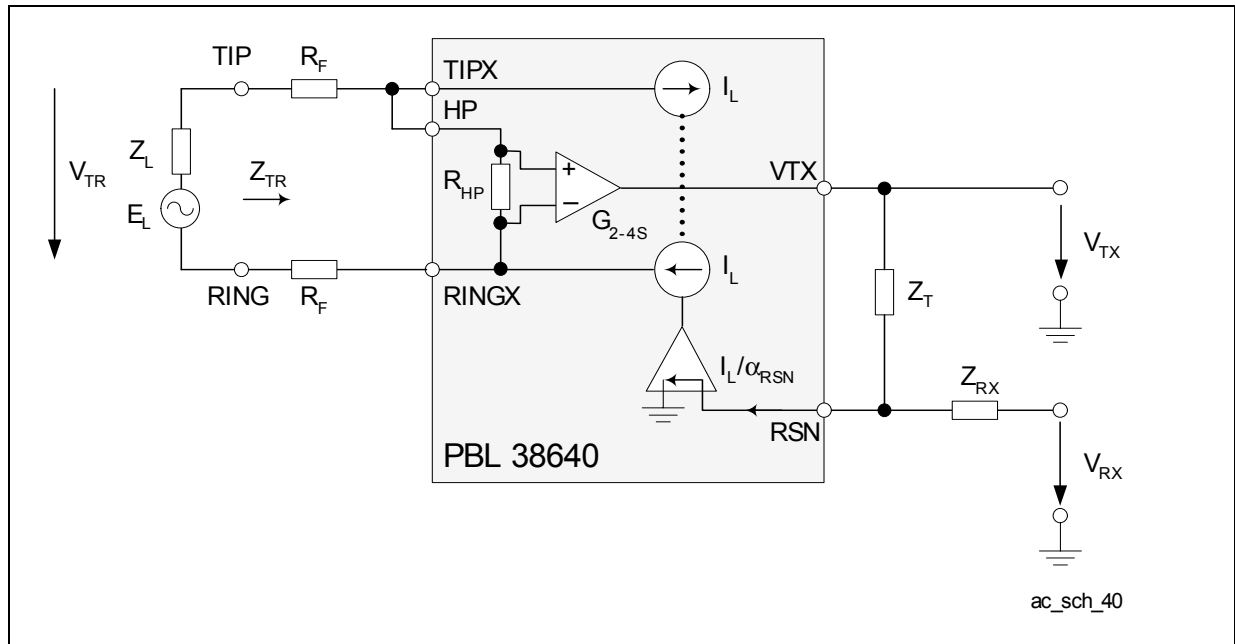 TIP
R_F
TIPX
HP
I_L
Z_L
V_TR
Z_TR
R_HP
+
−
VTX
E_L
G_2-4S
V_TX
I_L
RING
R_F
RINGX
Z_T
I_L/α_RSN
Z_RX
RSN
PBL 38640
V_RX
ac_sch_40